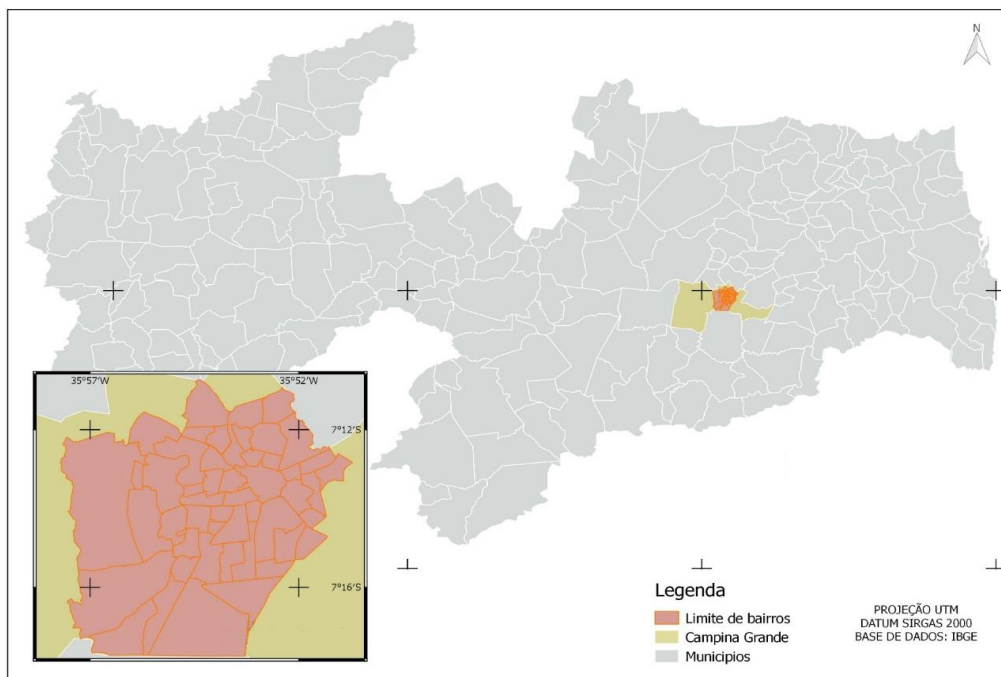 N
35°57'W
35°52'W
7°12'S
7°16'S
Legenda
Limite de bairros
Campina Grande
Municipios
PROJEÇÃO UTM
DATUM SIRGAS 2000
BASE DE DADOS: IBGE